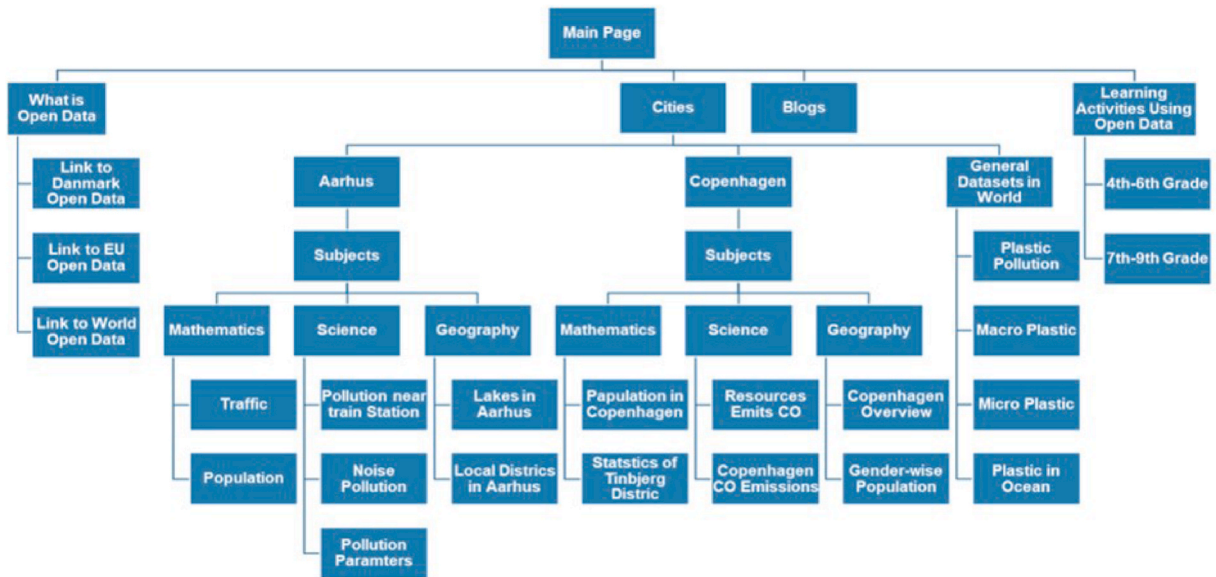 Main Page
What is
Open Data
Cities
Blogs
Learning
Activities Using
Open Data
Link to
Danmark
Open Data
Aarhus
Copenhagen
General
Datasets in
World
4th-6th Grade
Link to EU
Open Data
Subjects
Subjects
Plastic
Pollution
7th-9th Grade
Link to World
Open Data
Mathematics
Science
Geography
Mathematics
Science
Geography
Macro Plastic
Traffic
Pollution near
train Station
Lakes in
Aarhus
Papulation in
Copenhagen
Resources
Emits CO
Copenhagen
Overview
Micro Plastic
Population
Noise
Pollution
Local Districs
in Aarhus
Statstics of
Tinbjerg
Distric
Copenhagen
CO Emissions
Gender-wise
Population
Plastic in
Ocean
Pollution
Paramters